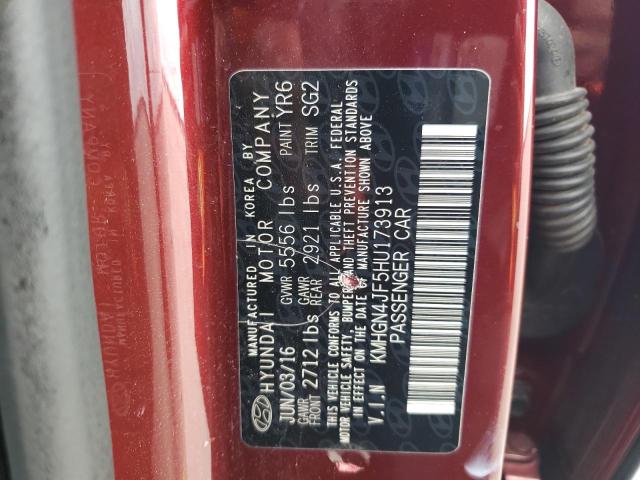 MANUFACTURED IN KOREA BY
HYUNDAI MOTOR COMPANY
JUN/03/16 GVWR 5556 lbs PAINT YR6
GAWR FRONT 2712 lbs GAWR REAR 2921 lbs TRIM SG2
THIS VEHICLE CONFORMS TO ALL APPLICABLE U.S.A. FEDERAL
MOTOR VEHICLE SAFETY, BUMPER, AND THEFT PREVENTION STANDARDS
IN EFFECT ON THE DATE OF MANUFACTURE SHOWN ABOVE
V.I.N KMHGN4JF5HU173913
PASSENGER CAR